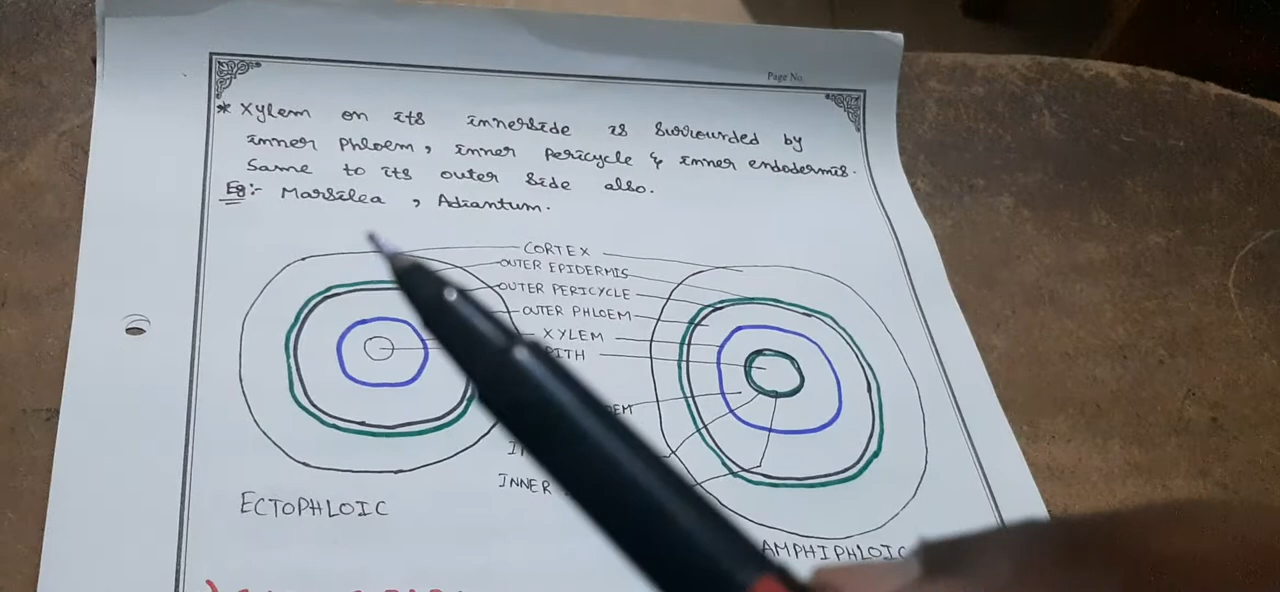 Page No.
* Xylem on its innerside is surrounded by
inner Phloem, inner Pericycle & inner endodermis.
Same to its outer side also.
Eg:- Marsilea, Adiantum.
CORTEX
OUTER EPIDERMIS
OUTER PERICYCLE
OUTER PHLOEM
XYLEM
INNER
ECTOPHLOIC
AMPHIPHLOIC